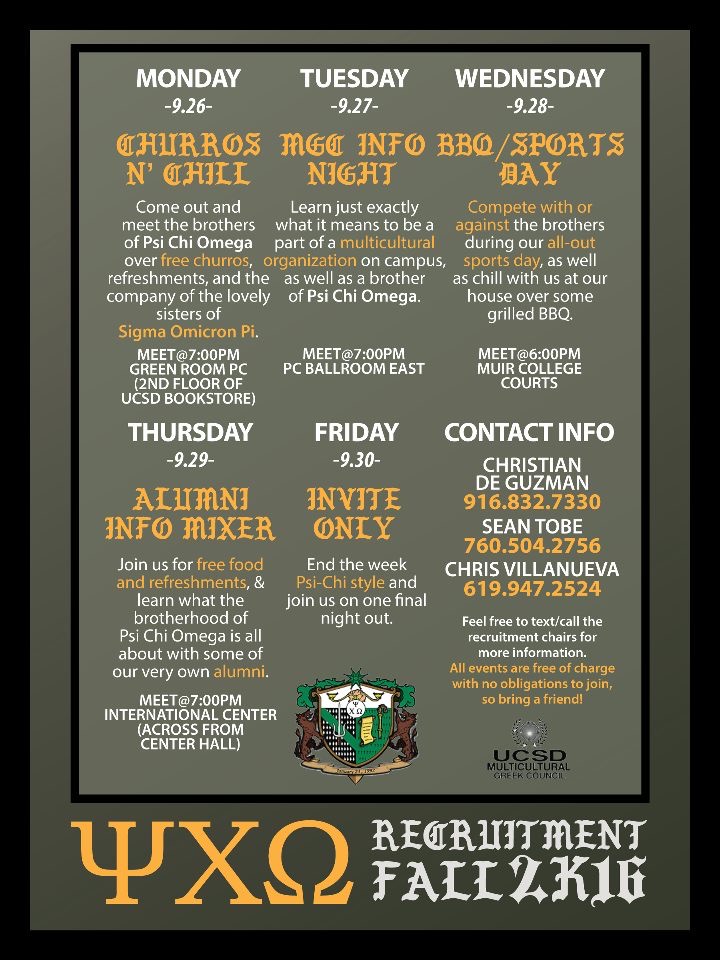 MONDAY
-9.26-
CHURROS
N' CHILL
Come out and
meet the brothers
of Psi Chi Omega
over free churros,
refreshments, and the
company of the lovely
sisters of
Sigma Omicron Pi.
MEET@7:00PM
GREEN ROOM PC
(2ND FLOOR OF
UCSD BOOKSTORE)
TUESDAY
-9.27-
MGC INFO
NIGHT
Learn just exactly
what it means to be a
part of a multicultural
organization on campus,
as well as a brother
of Psi Chi Omega.
MEET@7:00PM
PC BALLROOM EAST
WEDNESDAY
-9.28-
BBQ/SPORTS
DAY
Compete with or
against the brothers
during our all-out
sports day, as well
as chill with us at our
house over some
grilled BBQ.
MEET@6:00PM
MUIR COLLEGE
COURTS
THURSDAY
-9.29-
ALUMNI
INFO MIXER
Join us for free food
and refreshments, &
learn what the
brotherhood of
Psi Chi Omega is all
about with some of
our very own alumni.
MEET@7:00PM
INTERNATIONAL CENTER
(ACROSS FROM
CENTER HALL)
FRIDAY
-9.30-
INVITE
ONLY
End the week
Psi-Chi style and
join us on one final
night out.
ΨΧΩ
CONTACT INFO
CHRISTIAN
DE GUZMAN
916.832.7330
SEAN TOBE
760.504.2756
CHRIS VILLANUEVA
619.947.2524
Feel free to text/call the
recruitment chairs for
more information.
All events are free of charge
with no obligations to join,
so bring a friend!
UCSD
MULTICULTURAL
GREEK COUNCIL
ΨΧΩ
RECRUITMENT
FALL 2K16